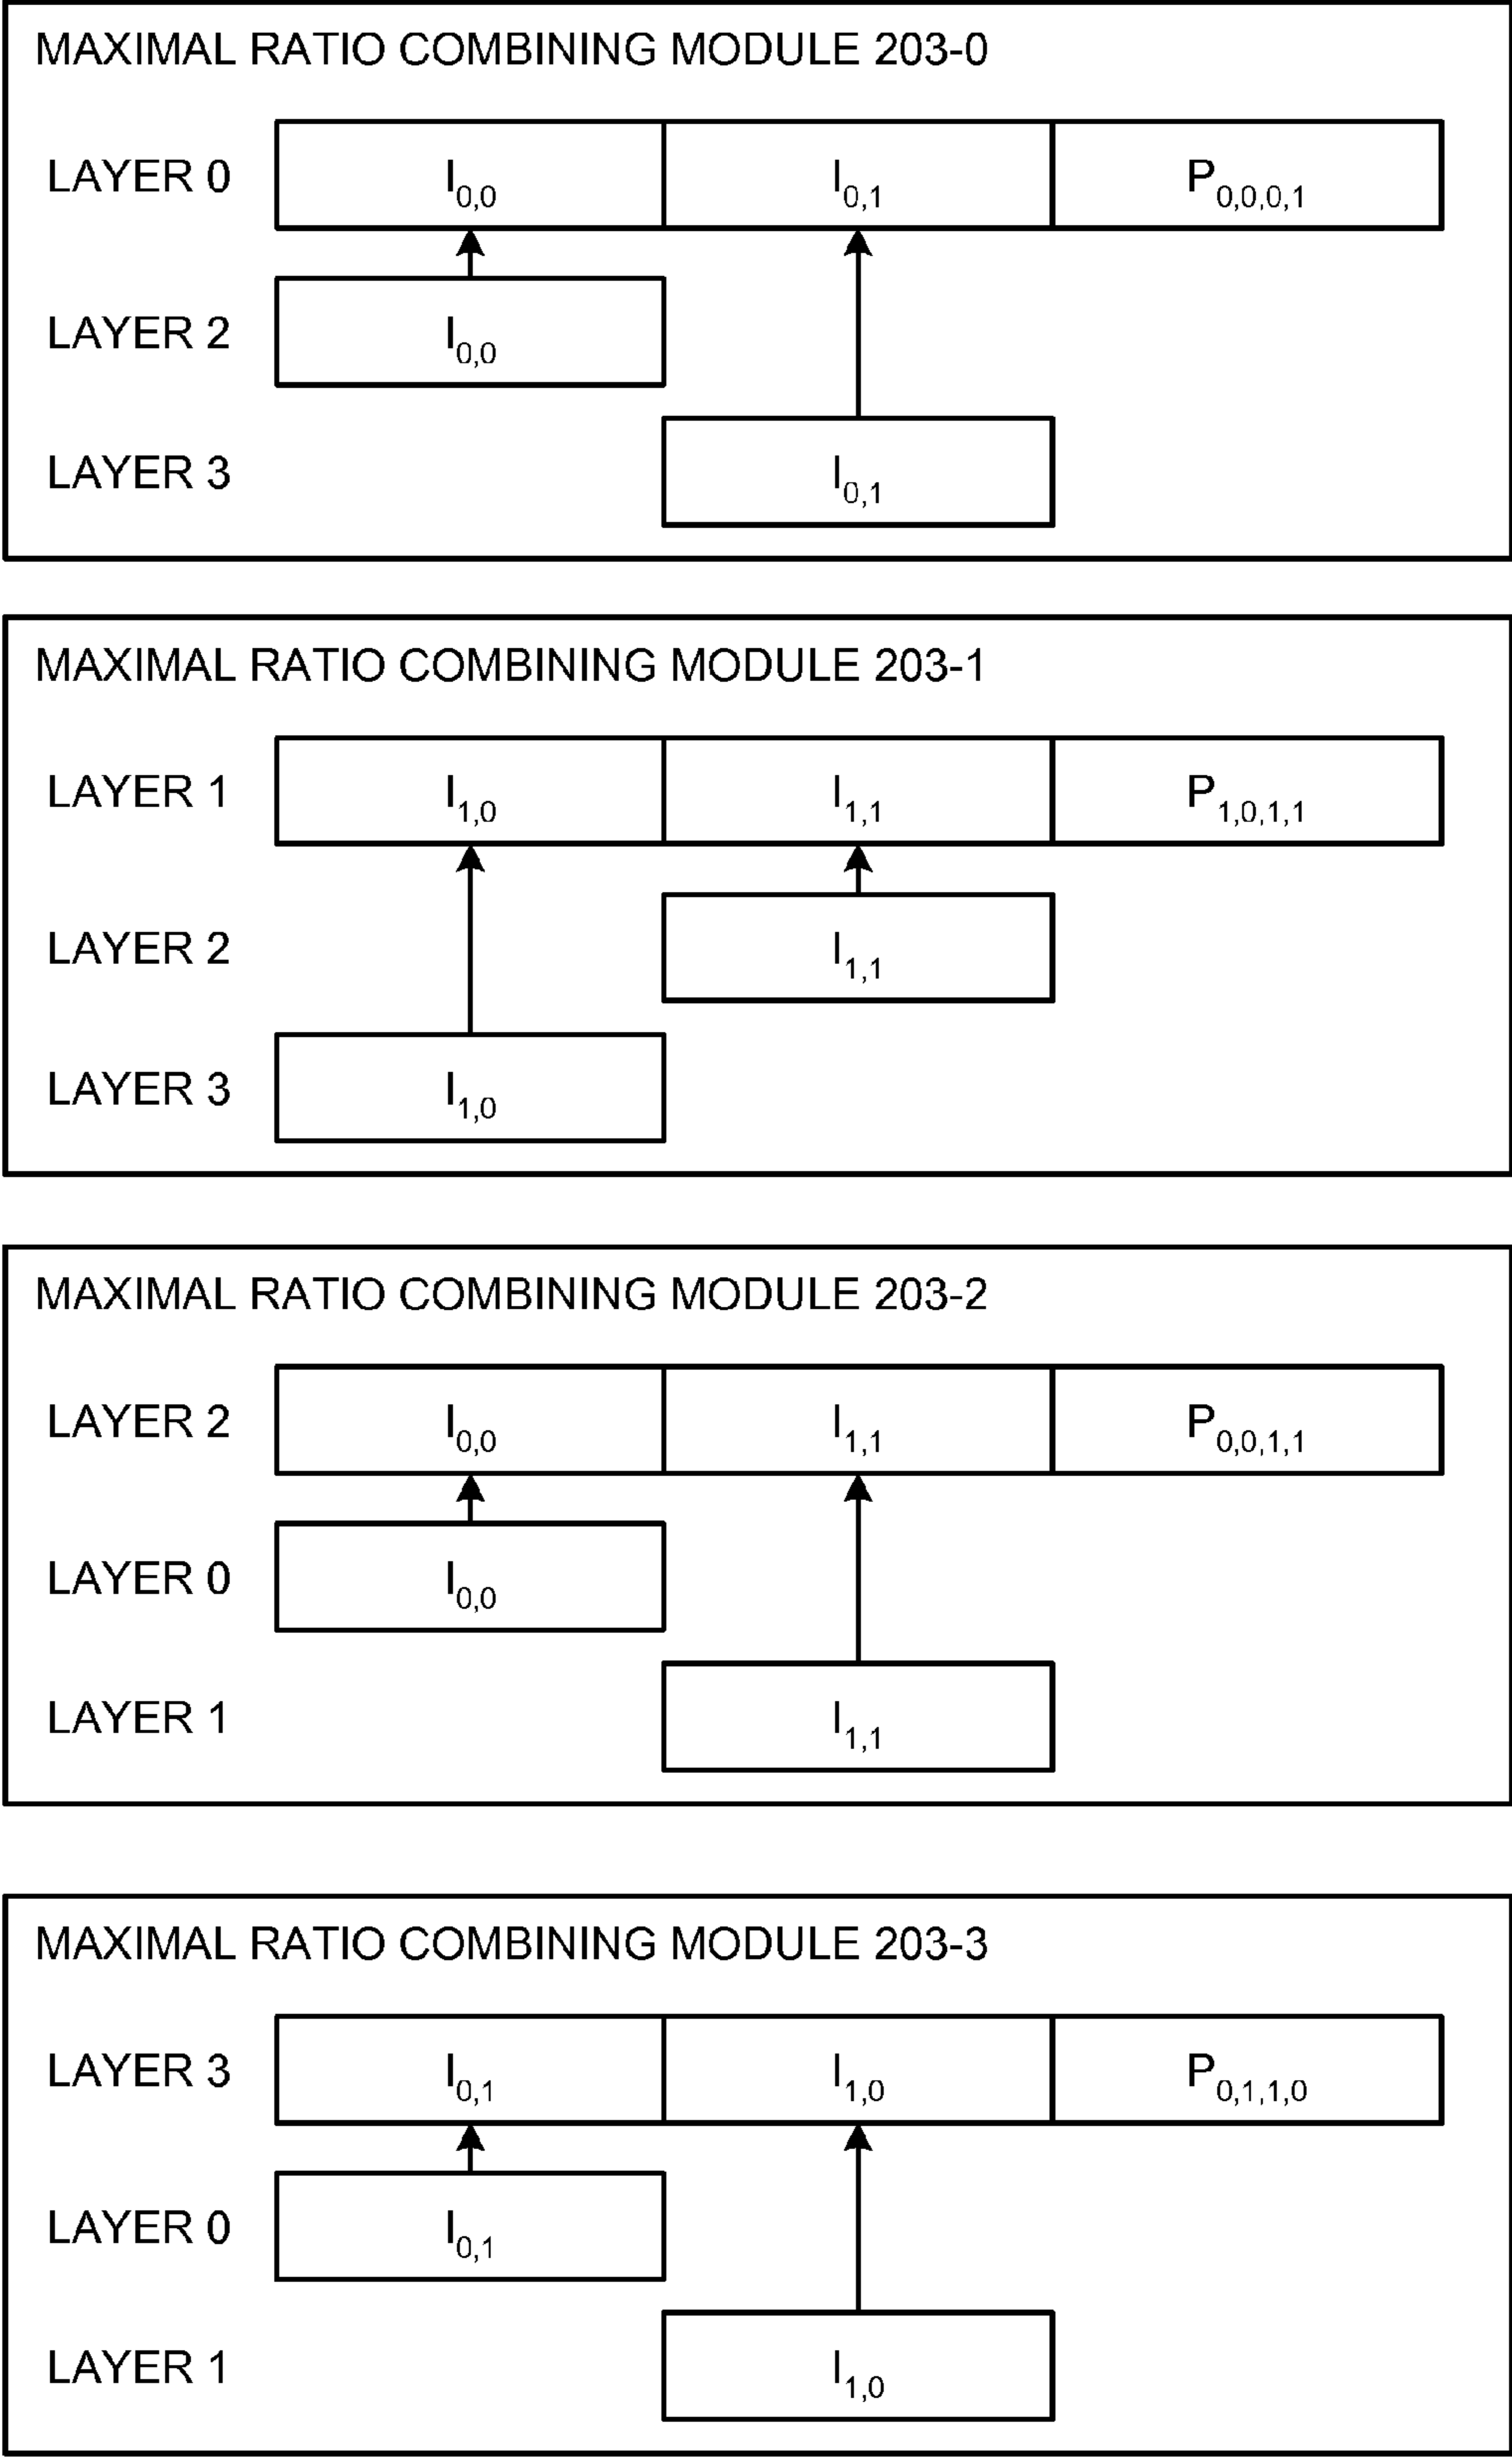 MAXIMAL RATIO COMBINING MODULE 203-0
LAYER 0 I0,0 I0,1 P0,0,0,1
LAYER 2 I0,0
LAYER 3 I0,1
MAXIMAL RATIO COMBINING MODULE 203-1
LAYER 1 I1,0 I1,1 P1,0,1,1
LAYER 2 I1,1
LAYER 3 I1,0
MAXIMAL RATIO COMBINING MODULE 203-2
LAYER 2 I0,0 I1,1 P0,0,1,1
LAYER 0 I0,0
LAYER 1 I1,1
MAXIMAL RATIO COMBINING MODULE 203-3
LAYER 3 I0,1 I1,0 P0,1,1,0
LAYER 0 I0,1
LAYER 1 I1,0